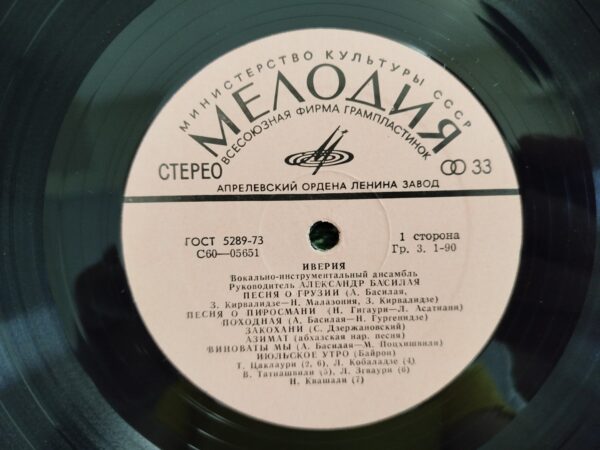 МИНИСТЕРСТВО КУЛЬТУРЫ СССР
МЕЛОДИЯ
ВСЕСОЮЗНАЯ ФИРМА ГРАМПЛАСТИНОК
СТЕРЕО
33
АПРЕЛЕВСКИЙ ОРДЕНА ЛЕНИНА ЗАВОД
ГОСТ 5289-73
1 сторона
С60—05651
Гр. 3. 1-90
ИВЕРИЯ
Вокально-инструментальный ансамбль
Руководитель АЛЕКСАНДР БАСИЛАЯ
ПЕСНЯ О ГРУЗИИ (А. Басилая,
З. Кирвалидзе—Н. Малазония, З. Кирвалидзе)
ПЕСНЯ О ПИРОСМАНИ (Н. Гигаури—Л. Асатиани)
ПОХОДНАЯ (А. Басилая—Н. Гургенидзе)
ЗАКОХАНИ (С. Дзержановский)
АЗИМАТ (абхазская нар. песня)
ВИНОВАТЫ МЫ (А. Басилая—М. Поцхишвили)
ИЮЛЬСКОЕ УТРО (Байрон)
Т. Циклаури (2, 6), Л. Кобаладзе (4)
В. Татиашвили (5), Л. Згваури (6)
Н. Квашали (7)